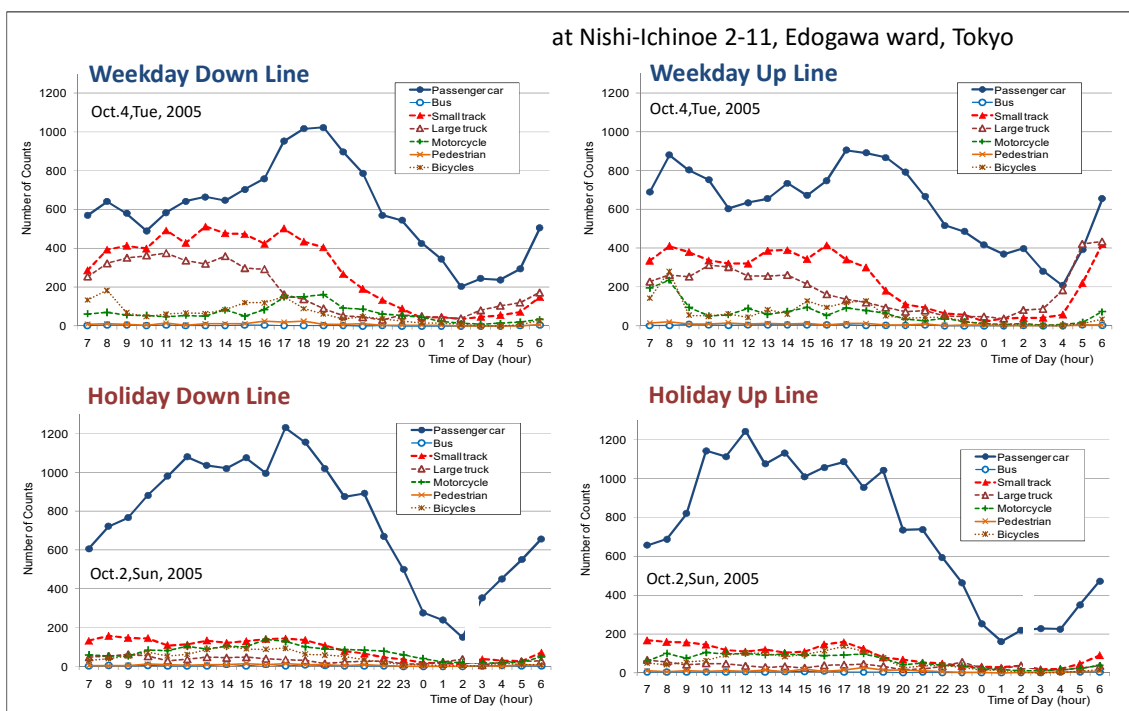 at Nishi-Ichinoe 2-11, Edogawa ward, Tokyo
Weekday Down Line
Oct.4,Tue, 2005
Number of Counts
1200
1000
800
600
400
200
0
7 8 9 10 11 12 13 14 15 16 17 18 19 20 21 22 23 0 1 2 3 4 5 6
Time of Day (hour)
Passenger car
Bus
Small track
Large truck
Motorcycle
Pedestrian
Bicycles
Weekday Up Line
Oct.4,Tue, 2005
Number of Counts
1200
1000
800
600
400
200
0
7 8 9 10 11 12 13 14 15 16 17 18 19 20 21 22 23 0 1 2 3 4 5 6
Time of Day (hour)
Passenger car
Bus
Small track
Large truck
Motorcycle
Pedestrian
Bicycles
Holiday Down Line
Oct.2,Sun, 2005
Number of Counts
1200
1000
800
600
400
200
0
7 8 9 10 11 12 13 14 15 16 17 18 19 20 21 22 23 0 1 2 3 4 5 6
Time of Day (hour)
Passenger car
Bus
Small track
Large truck
Motorcycle
Pedestrian
Bicycles
Holiday Up Line
Oct.2,Sun, 2005
Number of Counts
1200
1000
800
600
400
200
0
7 8 9 10 11 12 13 14 15 16 17 18 19 20 21 22 23 0 1 2 3 4 5 6
Time of Day (hour)
Passenger car
Bus
Small track
Large truck
Motorcycle
Pedestrian
Bicycles